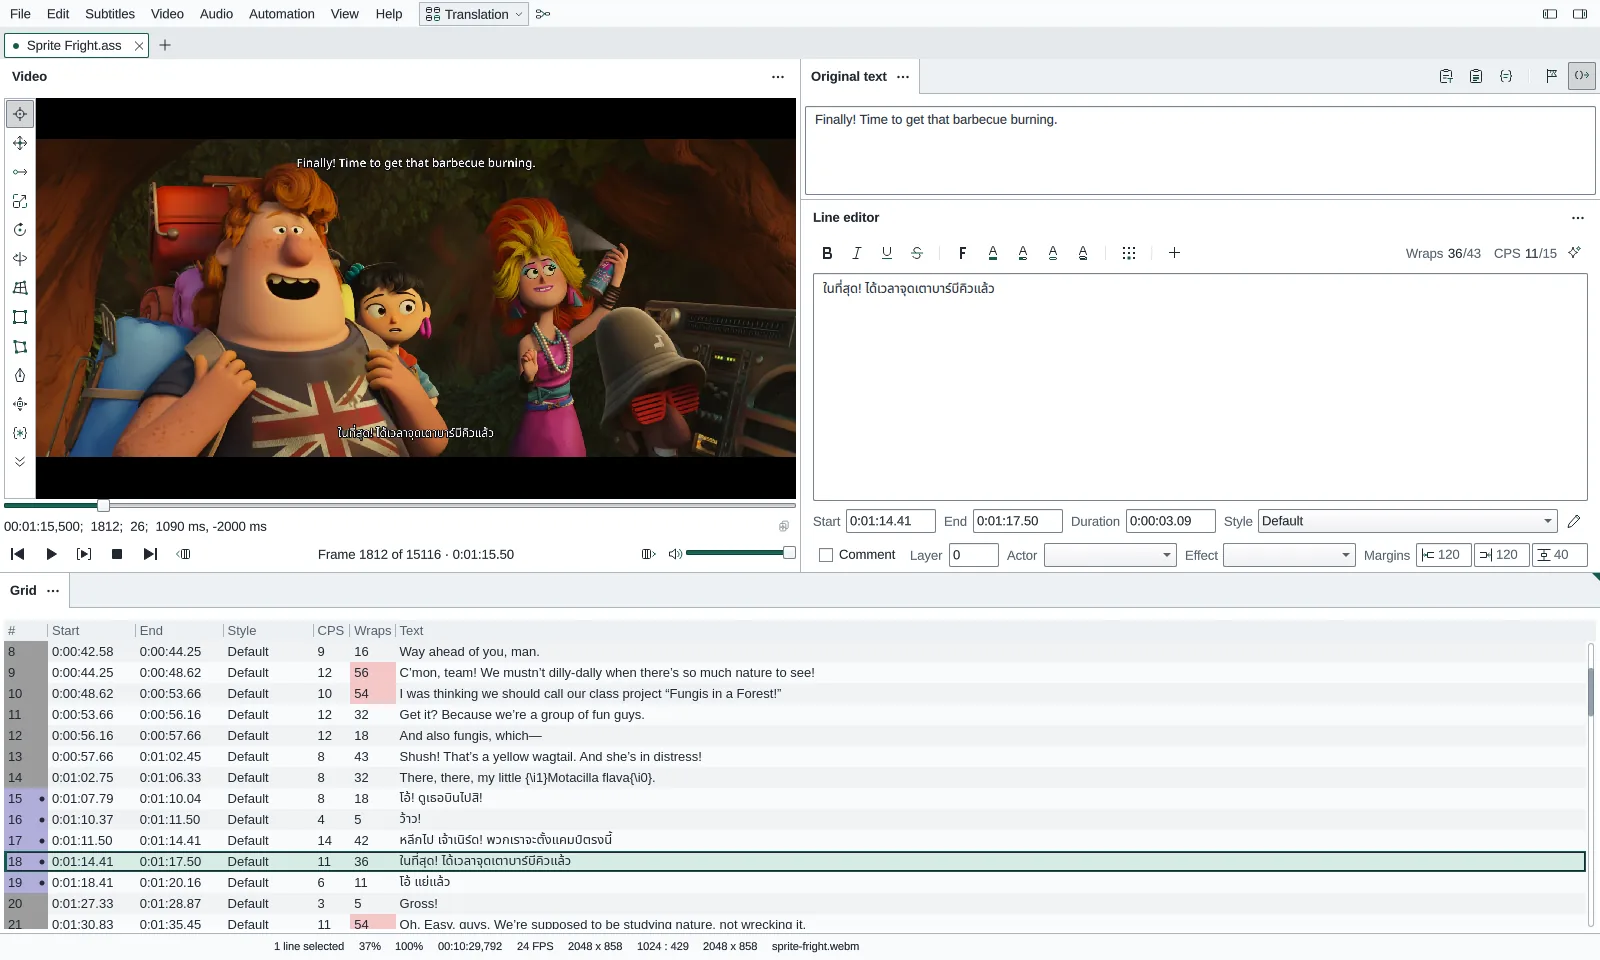 File Edit Subtitles Video Audio Automation View Help Translation
Sprite Fright.ass
Video
Finally! Time to get that barbecue burning.
ในที่สุด! ได้เวลาจุดเตาบาร์บีคิวแล้ว
00:01:15,500; 1812; 26; 1090 ms, -2000 ms
Frame 1812 of 15116 · 0:01:15.50
Original text
Finally! Time to get that barbecue burning.
Line editor
B I U S F A A A A Wraps 36/43 CPS 11/15
ในที่สุด! ได้เวลาจุดเตาบาร์บีคิวแล้ว
Start 0:01:14.41 End 0:01:17.50 Duration 0:00:03.09 Style Default
Comment Layer 0 Actor Effect Margins 120 120 40
Grid
# Start End Style CPS Wraps Text
8 0:00:42.58 0:00:44.25 Default 9 16 Way ahead of you, man.
9 0:00:44.25 0:00:48.62 Default 12 56 C’mon, team! We mustn’t dilly-dally when there’s so much nature to see!
10 0:00:48.62 0:00:53.66 Default 10 54 I was thinking we should call our class project “Fungis in a Forest!”
11 0:00:53.66 0:00:56.16 Default 12 32 Get it? Because we’re a group of fun guys.
12 0:00:56.16 0:00:57.66 Default 12 18 And also fungis, which—
13 0:00:57.66 0:01:02.45 Default 8 43 Shush! That’s a yellow wagtail. And she’s in distress!
14 0:01:02.75 0:01:06.33 Default 8 32 There, there, my little {\i1}Motacilla flava{\i0}.
15 0:01:07.79 0:01:10.04 Default 8 18 โอ้! ดูเธอบินไปสิ!
16 0:01:10.37 0:01:11.50 Default 4 5 ว้าว!
17 0:01:11.50 0:01:14.41 Default 14 42 หลีกไป เจ้าเนิร์ด! พวกเราจะตั้งแคมป์ตรงนี้
18 0:01:14.41 0:01:17.50 Default 11 36 ในที่สุด! ได้เวลาจุดเตาบาร์บีคิวแล้ว
19 0:01:18.41 0:01:20.16 Default 6 11 โอ้ แย่แล้ว
20 0:01:27.33 0:01:28.87 Default 3 5 Gross!
21 0:01:30.83 0:01:35.45 Default 11 54 Oh. Easy, guys. We’re supposed to be studying nature, not wrecking it.
1 line selected 37% 100% 00:10:29,792 24 FPS 2048 x 858 1024 : 429 2048 x 858 sprite-fright.webm